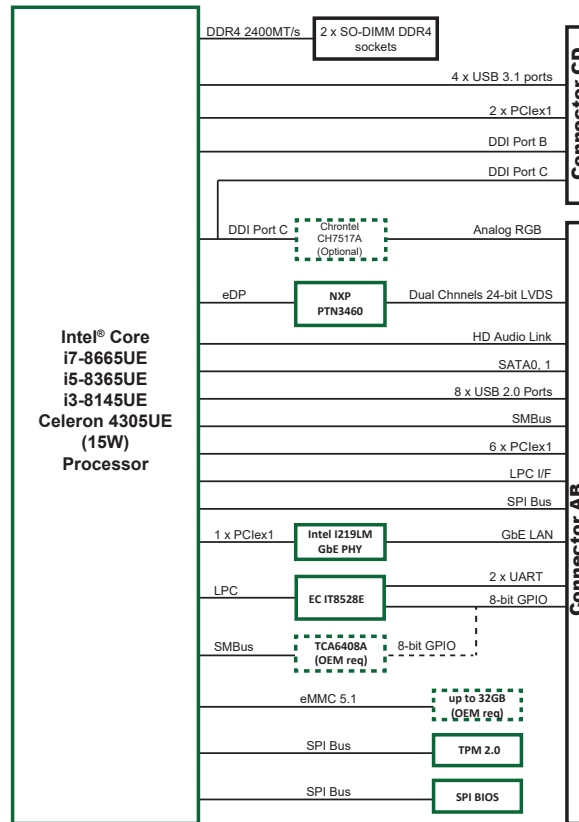 DDR4 2400MT/s
2 x SO-DIMM DDR4
sockets
4 x USB 3.1 ports
2 x PCIex1
DDI Port B
DDI Port C
Connector CD
DDI Port C
Chrontel
CH7517A
(Optional)
Analog RGB
eDP
NXP
PTN3460
Dual Chnnels 24-bit LVDS
Intel® Core
i7-8665UE
i5-8365UE
i3-8145UE
Celeron 4305UE
(15W)
Processor
HD Audio Link
SATA0, 1
8 x USB 2.0 Ports
SMBus
6 x PCIex1
LPC I/F
SPI Bus
Connector AB
1 x PCIex1
Intel I219LM
GbE PHY
GbE LAN
LPC
EC IT8528E
2 x UART
8-bit GPIO
SMBus
TCA6408A
(OEM req)
8-bit GPIO
eMMC 5.1
up to 32GB
(OEM req)
SPI Bus
TPM 2.0
SPI Bus
SPI BIOS